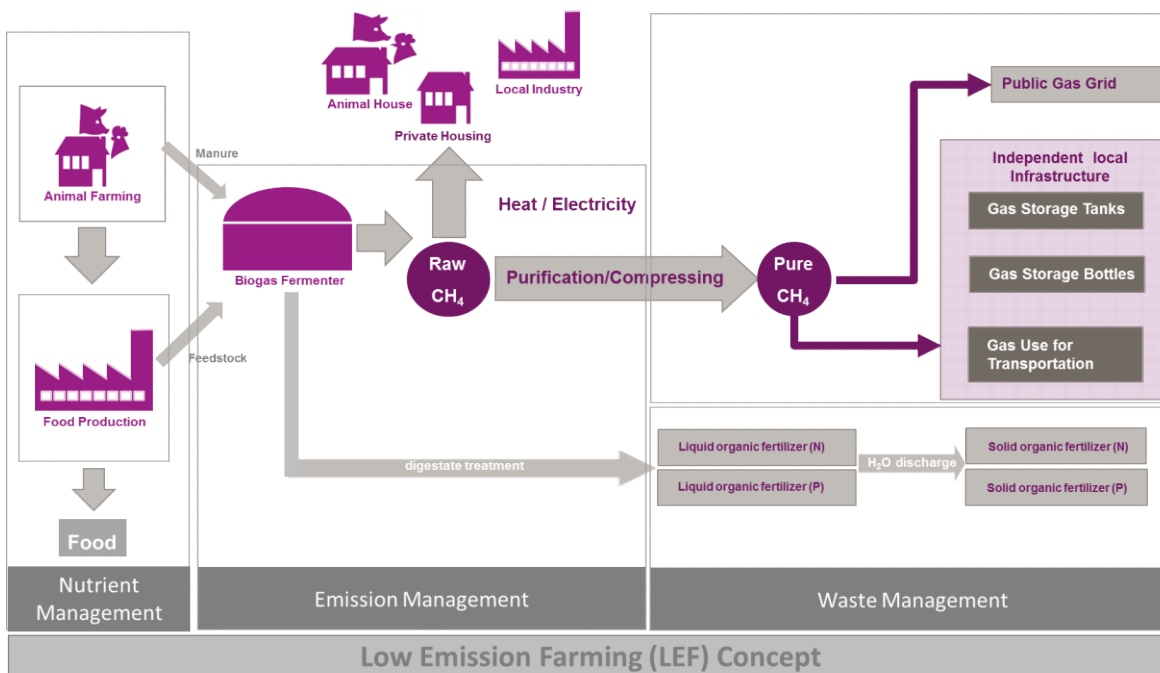 Animal House
Local Industry
Private Housing
Public Gas Grid
Manure
Animal Farming
Independent local
Infrastructure
Gas Storage Tanks
Heat / Electricity
Biogas Fermenter
Raw
CH₄
Purification/Compressing
Pure
CH₄
Gas Storage Bottles
Gas Use for
Transportation
Feedstock
Food Production
digestate treatment
Liquid organic fertilizer (N)
Liquid organic fertilizer (P)
H₂O discharge
Solid organic fertilizer (N)
Solid organic fertilizer (P)
Food
Nutrient
Management
Emission Management
Waste Management
Low Emission Farming (LEF) Concept